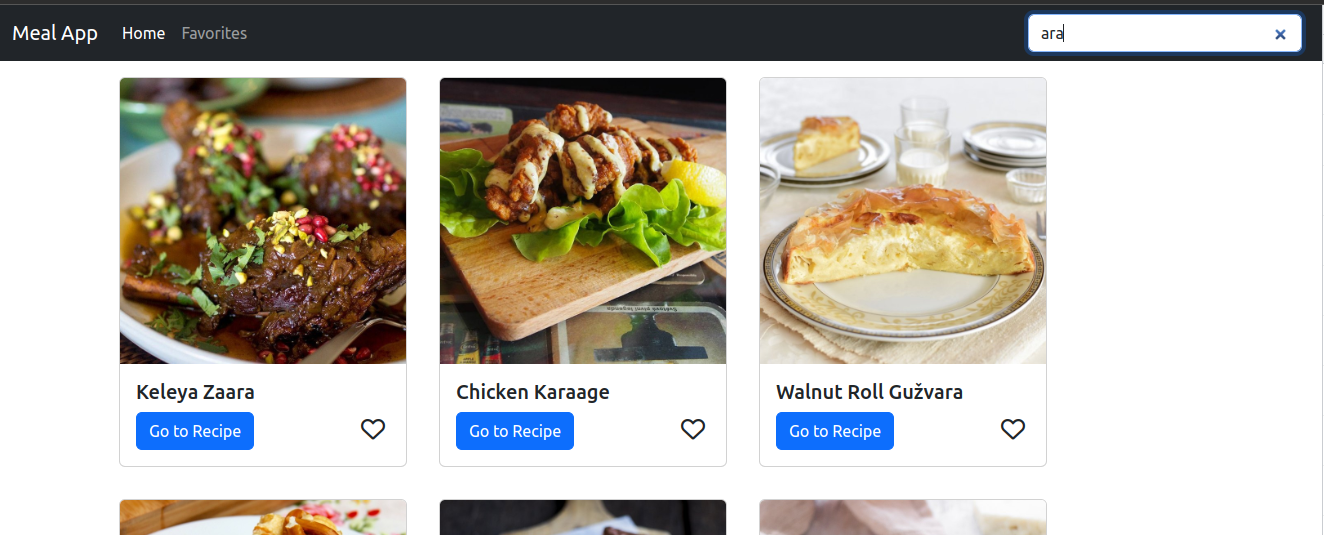 Meal App Home Favorites ara
Keleya Zaara
Go to Recipe
Chicken Karaage
Go to Recipe
Walnut Roll Gužvara
Go to Recipe